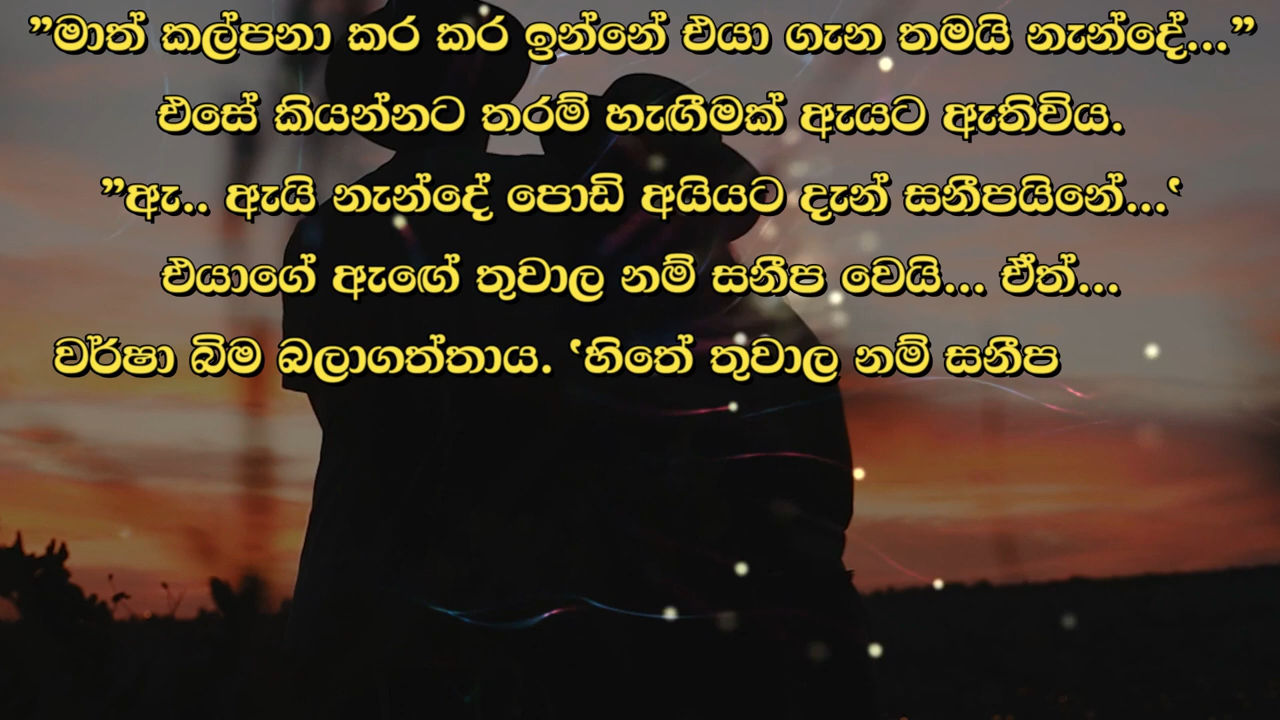 ”මාත් කල්පනා කර කර ඉන්නේ එයා ගැන තමයි නැන්දේ...”
එසේ කියන්නට තරම් හැඟීමක් ඇයට ඇතිවිය.
”ඇ.. ඇයි නැන්දේ පොඩි අයියට දැන් සනීපයිනේ...‛
එයාගේ ඇඟේ තුවාල නම් සනීප වෙයි... ඒත්...
වර්ෂා බිම බලාගත්තාය. ‛හිතේ තුවාල නම් සනීප